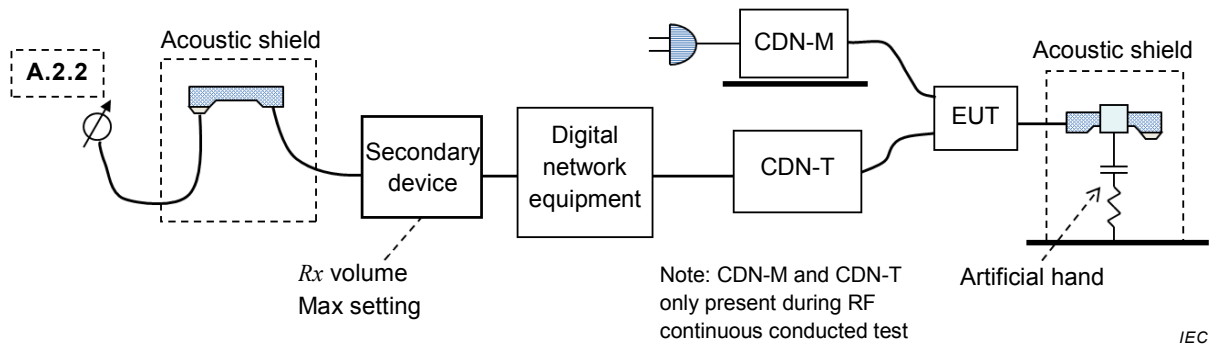 Acoustic shield
A.2.2
Secondary
device
Rx volume
Max setting
Digital
network
equipment
CDN-M
CDN-T
EUT
Acoustic shield
Artificial hand
Note: CDN-M and CDN-T
only present during RF
continuous conducted test
IEC